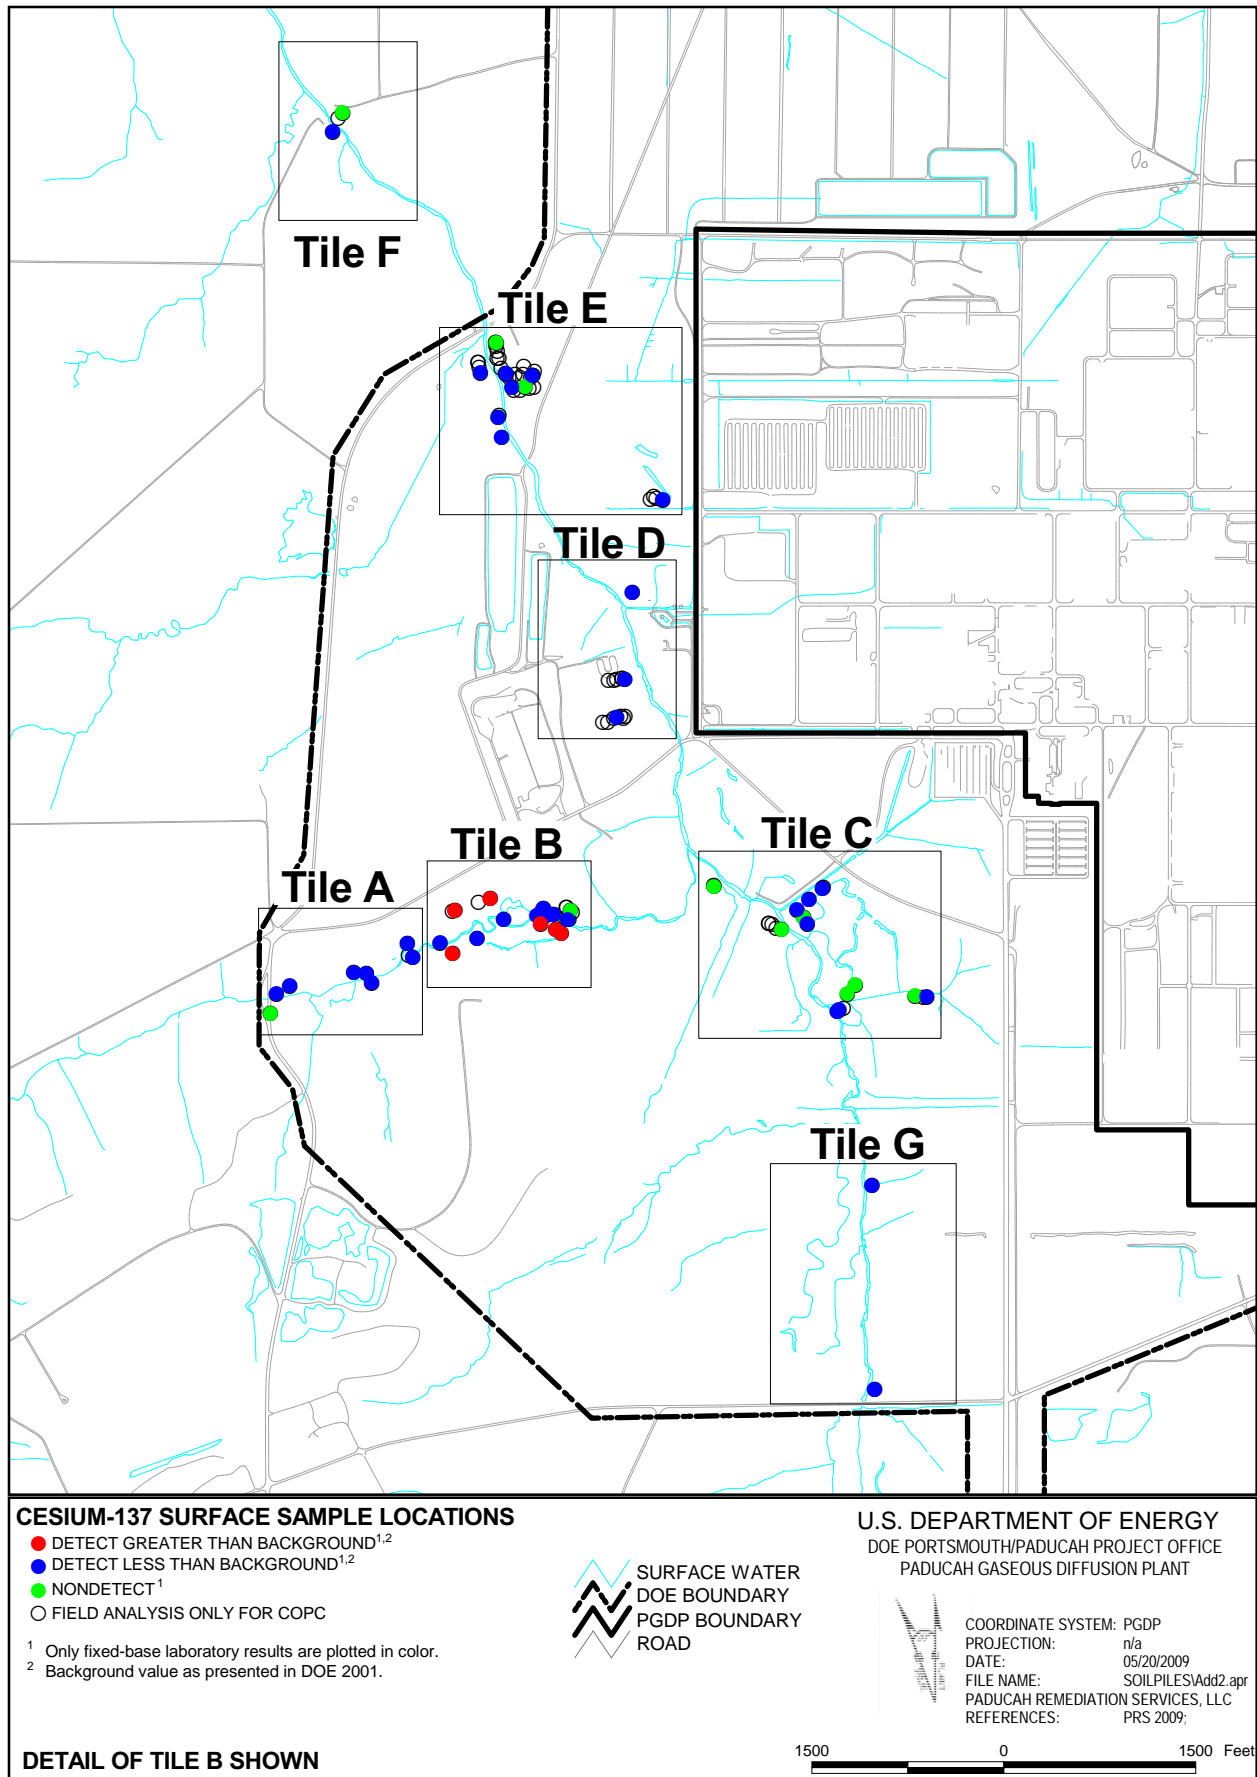 Tile F
Tile E
Tile D
Tile B
Tile C
Tile A
Tile G
CESIUM-137 SURFACE SAMPLE LOCATIONS
DETECT GREATER THAN BACKGROUND1,2
DETECT LESS THAN BACKGROUND1,2
NONDETECT1
FIELD ANALYSIS ONLY FOR COPC
1 Only fixed-base laboratory results are plotted in color.
2 Background value as presented in DOE 2001.
DETAIL OF TILE B SHOWN
SURFACE WATER
DOE BOUNDARY
PGDP BOUNDARY
ROAD
U.S. DEPARTMENT OF ENERGY
DOE PORTSMOUTH/PADUCAH PROJECT OFFICE
PADUCAH GASEOUS DIFFUSION PLANT
COORDINATE SYSTEM: PGDP
PROJECTION: n/a
DATE: 05/20/2009
FILE NAME: SOILPILES\Add2.apr
PADUCAH REMEDIATION SERVICES, LLC
REFERENCES: PRS 2009;
1500 0 1500 Feet